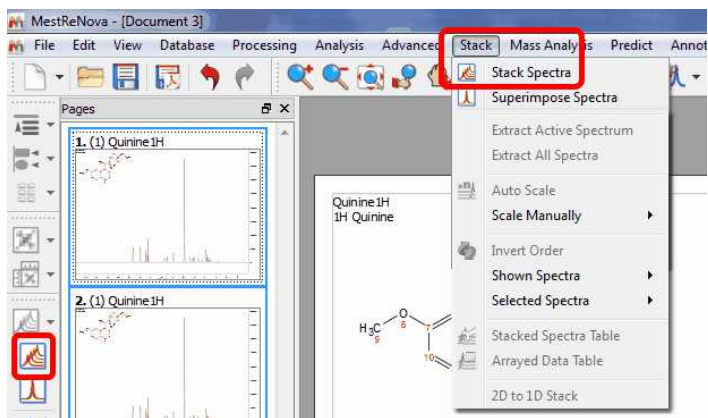 MestReNova - [Document 3]
File Edit View Database Processing Analysis Advanced Stack Mass Analysis Predict Annot
Pages
1. (1) Quinine1H
2. (1) Quinine1H
Quinine1H
1H Quinine
O
8
H3C
9
7
10
Stack Spectra
Superimpose Spectra
Extract Active Spectrum
Extract All Spectra
Auto Scale
Scale Manually
Invert Order
Shown Spectra
Selected Spectra
Stacked Spectra Table
Arrayed Data Table
2D to 1D Stack